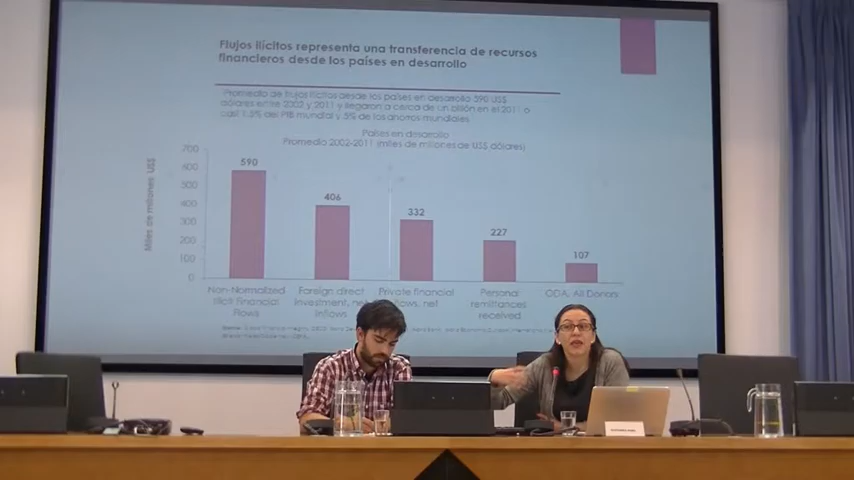 Flujos ilícitos representa una transferencia de recursos
financieros desde los países en desarrollo
Promedio de flujos ilícitos desde los países en desarrollo 590 US$
dólares entre 2002 y 2011 y llegaron a cerca de un billón en el 2011 o
casi 1.5% del PIB mundial y 5% de los ahorros mundiales
Países en desarrollo
Promedio 2002-2011 (miles de millones de US$ dólares)
Miles de millones US$
700
600
500
400
300
200
100
0
590
406
332
227
107
Non-Normalized
Illicit Financial
Flows
Foreign direct
investment, net
inflows
Private financial
flows, net
Personal
remittances
received
ODA, All Donors